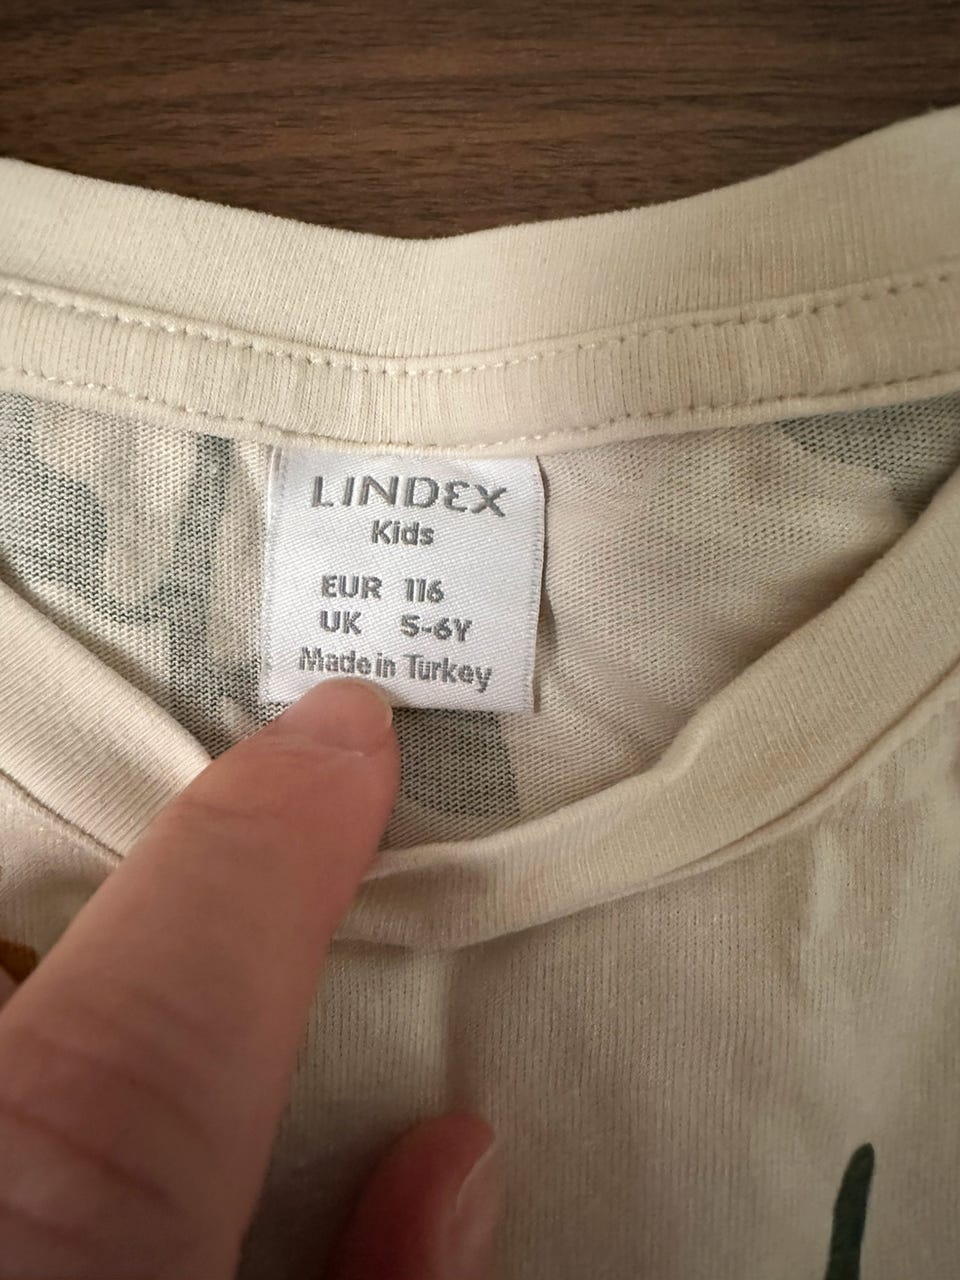 LINDEX
Kids
EUR 116
UK 5-6Y
Made in Turkey